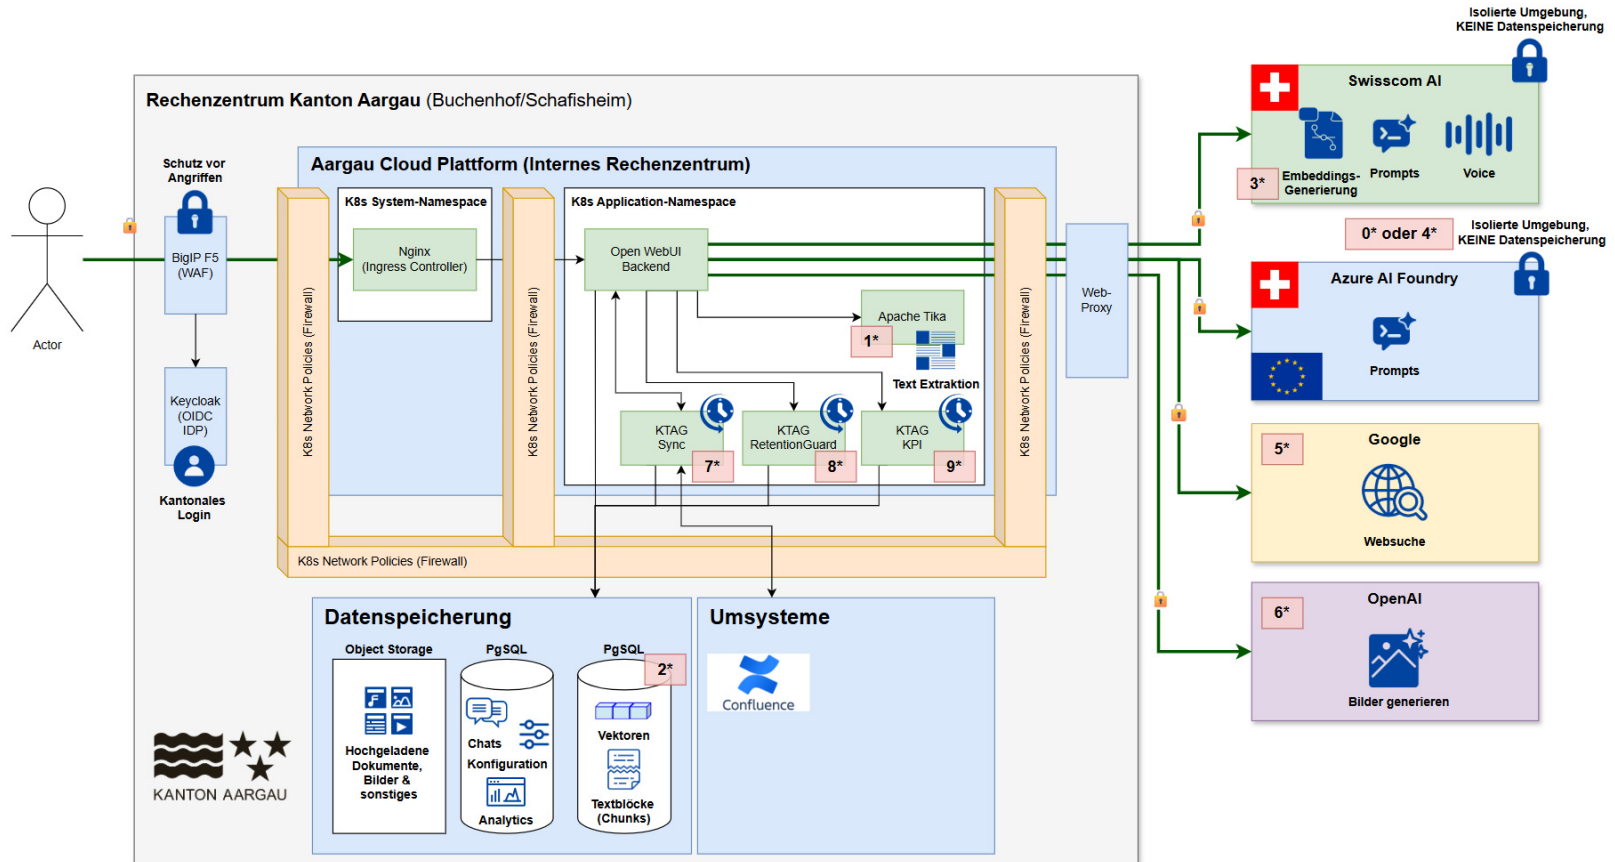 Isolierte Umgebung,
KEINE Datenspeicherung
Rechenzentrum Kanton Aargau (Buchenhof/Schafisheim)
Swisscom AI
3*
Embeddings-
Generierung
Prompts
Voice
Schutz vor
Angriffen
Aargau Cloud Plattform (Internes Rechenzentrum)
K8s System-Namespace
K8s Application-Namespace
BigIP F5
(WAF)
Nginx
(Ingress Controller)
Open WebUI
Backend
0* oder 4*
Isolierte Umgebung,
KEINE Datenspeicherung
Azure AI Foundry
Prompts
Web-
Proxy
Apache Tika
1*
Text Extraktion
Actor
Keycloak
(OIDC
IDP)
Kantonales
Login
K8s Network Policies (Firewall)
K8s Network Policies (Firewall)
K8s Network Policies (Firewall)
KTAG
Sync
7*
KTAG
RetentionGuard
8*
KTAG
KPI
9*
K8s Network Policies (Firewall)
Google
5*
Websuche
OpenAI
6*
Bilder generieren
Datenspeicherung
Object Storage
Hochgeladene
Dokumente,
Bilder &
sonstiges
PgSQL
Chats
Konfiguration
Analytics
PgSQL
2*
Vektoren
Textblöcke
(Chunks)
Umsysteme
Confluence
KANTON AARGAU